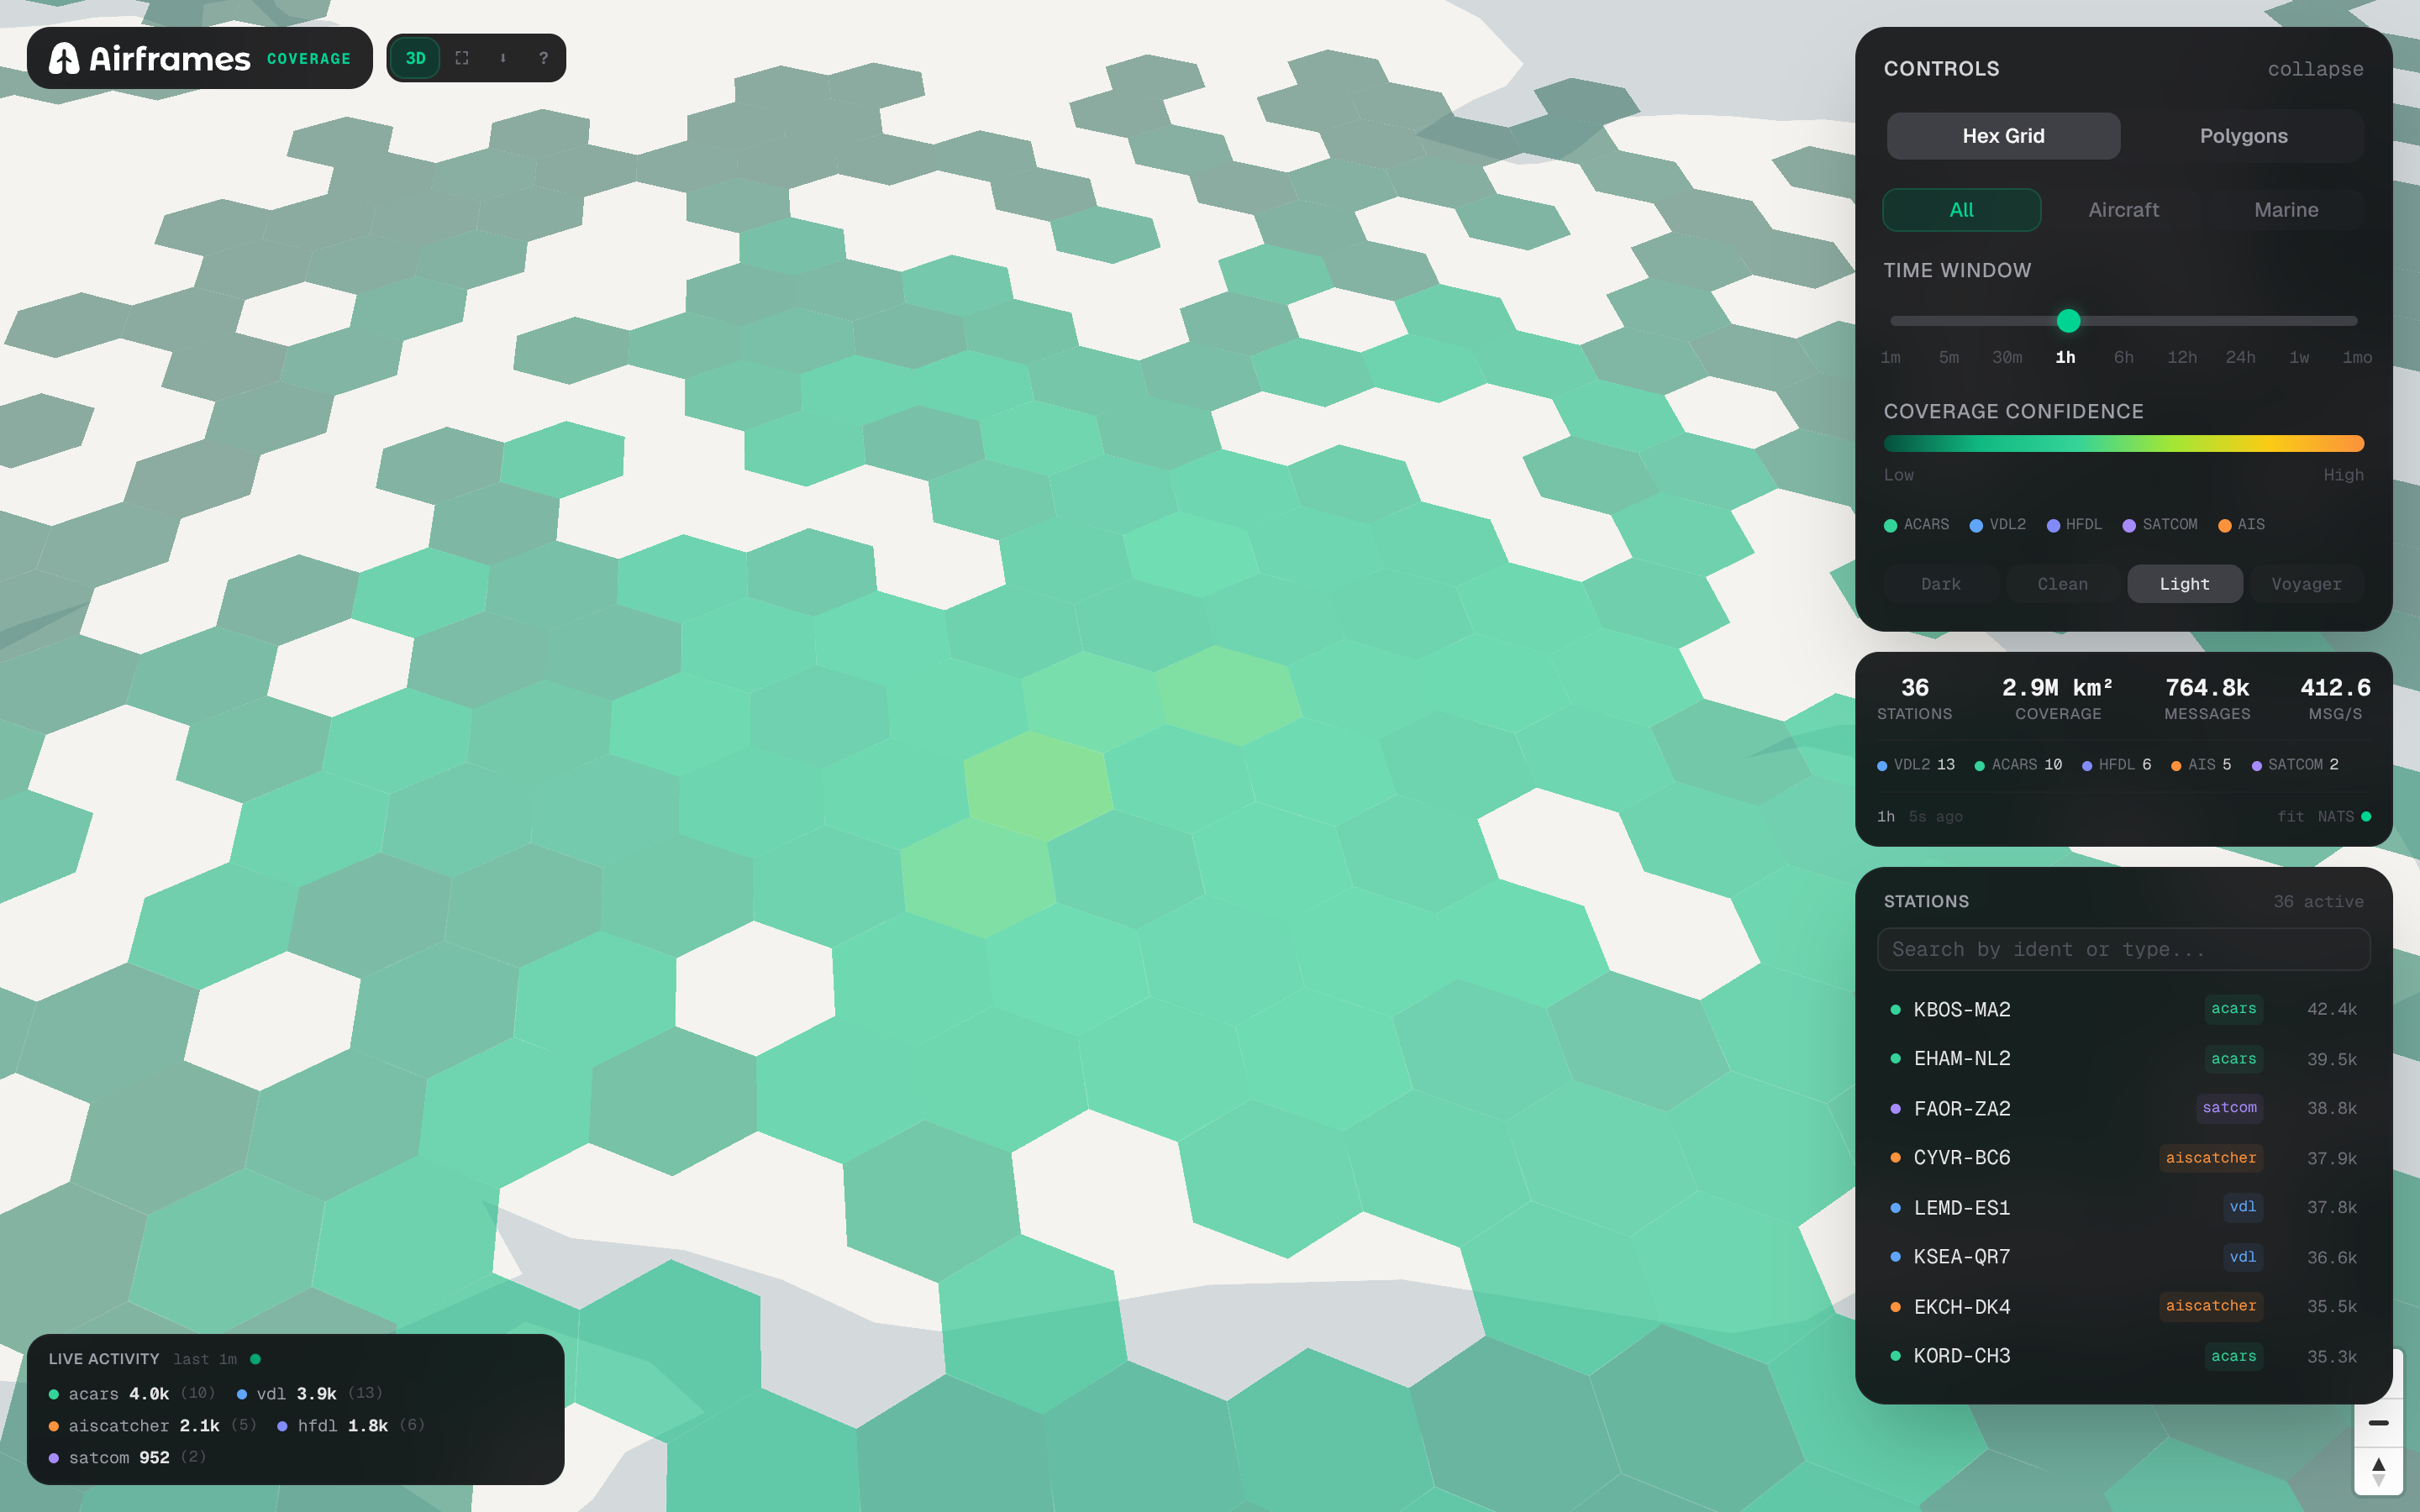 Airframes COVERAGE
3D ?
CONTROLS collapse
Hex Grid Polygons
All Aircraft Marine
TIME WINDOW
1m 5m 30m 1h 6h 12h 24h 1w 1mo
COVERAGE CONFIDENCE
Low High
ACARS VDL2 HFDL SATCOM AIS
Dark Clean Light Voyager
36 2.9M km² 764.8k 412.6
STATIONS COVERAGE MESSAGES MSG/S
VDL2 13 ACARS 10 HFDL 6 AIS 5 SATCOM 2
1h 5s ago fit NATS
STATIONS 36 active
Search by ident or type...
KBOS-MA2 acars 42.4k
EHAM-NL2 acars 39.5k
FAOR-ZA2 satcom 38.8k
CYVR-BC6 aiscatcher 37.9k
LEMD-ES1 vdl 37.8k
KSEA-QR7 vdl 36.6k
EKCH-DK4 aiscatcher 35.5k
KORD-CH3 acars 35.3k
LIVE ACTIVITY last 1m
acars 4.0k (10) vdl 3.9k (13)
aiscatcher 2.1k (5) hfdl 1.8k (6)
satcom 952 (2)